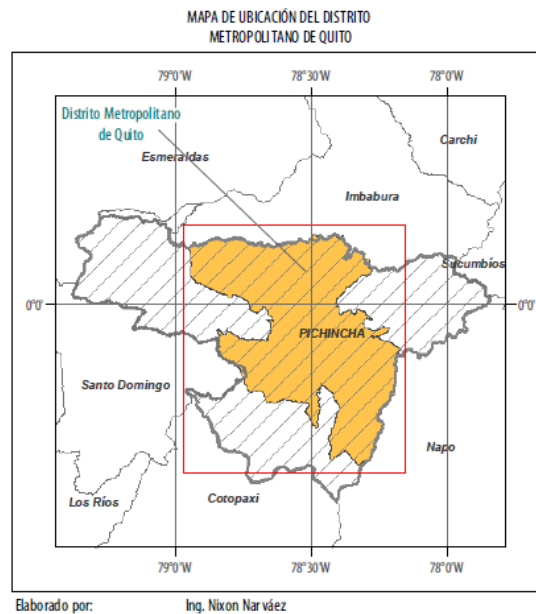 MAPA DE UBICACIÓN DEL DISTRITO
METROPOLITANO DE QUITO
79°0'W 78°30'W 78°0'W
Distrito Metropolitano
de Quito
Esmeraldas
Carchi
Imbabura
Sucumbíos
0°0' 0°0'
PICHINCHA
Santo Domingo
Napo
Los Ríos
Cotopaxi
79°0'W 78°30'W 78°0'W
Elaborado por: Ing. Nixon Narváez